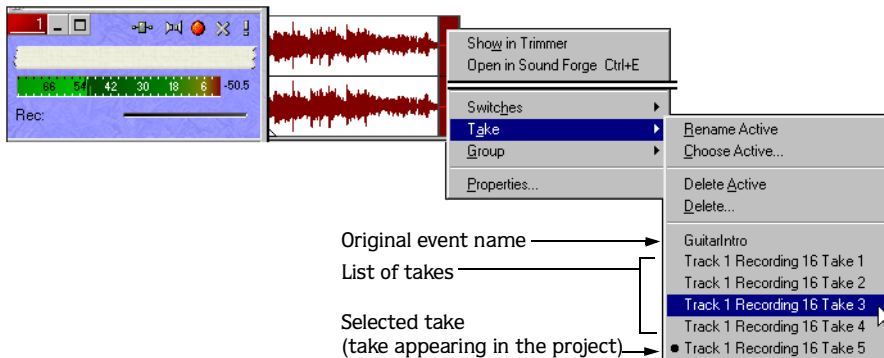 1
66 54 42 30 18 6 -50.5
Rec:
Show in Trimmer
Open in Sound Forge Ctrl+E
Switches
Take
Group
Properties...
Rename Active
Choose Active...
Delete Active
Delete...
Original event name
GuitarIntro
List of takes
Track 1 Recording 16 Take 1
Track 1 Recording 16 Take 2
Track 1 Recording 16 Take 3
Track 1 Recording 16 Take 4
Selected take
(take appearing in the project)
Track 1 Recording 16 Take 5